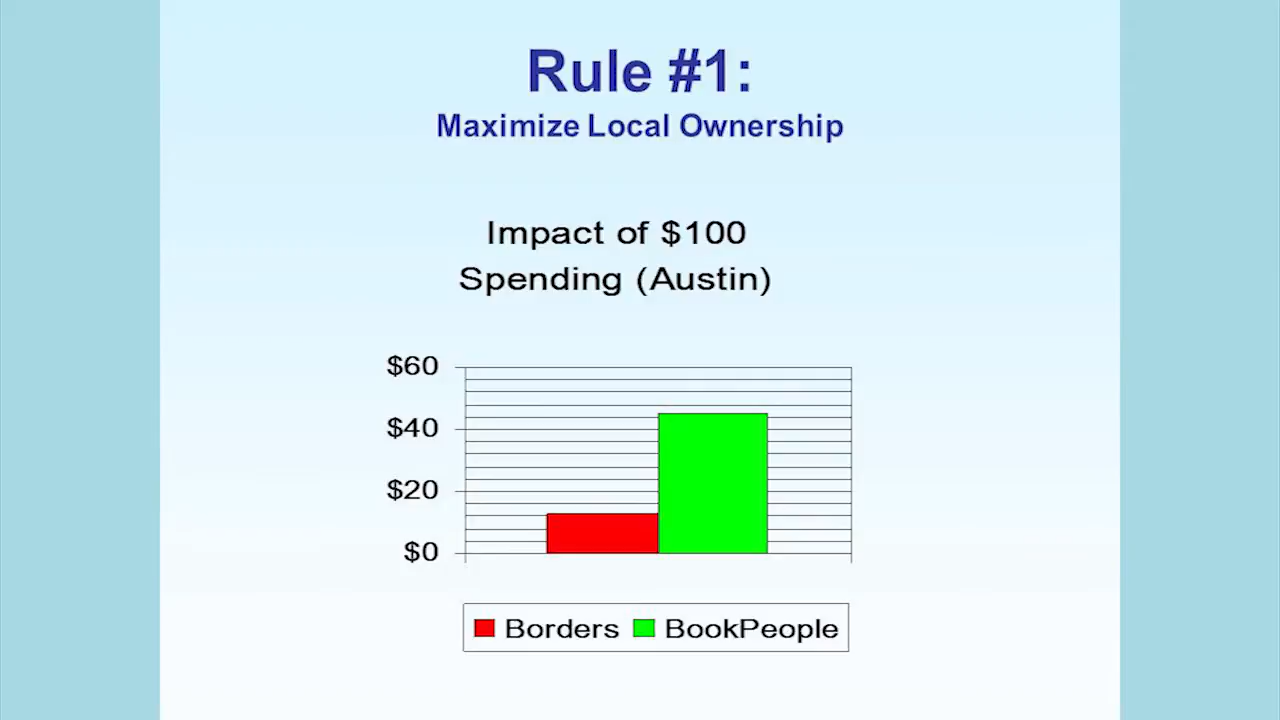 Rule #1:
Maximize Local Ownership
Impact of $100
Spending (Austin)
$60
$40
$20
$0
Borders BookPeople